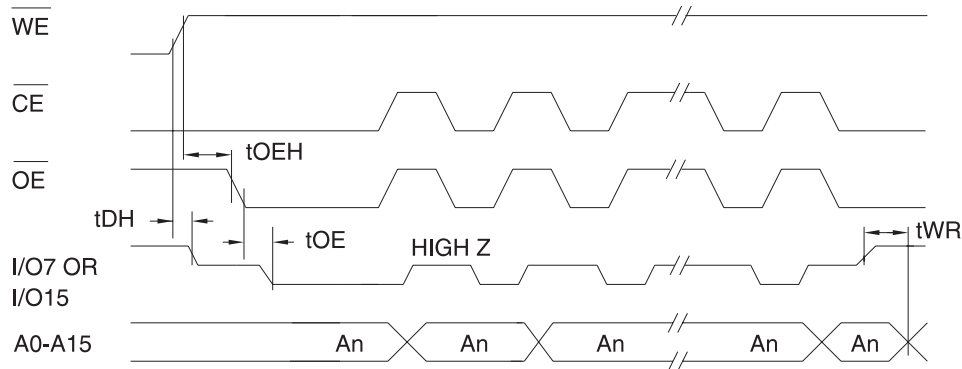 WE
CE
tOEH
OE
tDH
tOE
HIGH Z
tWR
I/O7 OR
I/O15
A0-A15
An
An
An
An
An